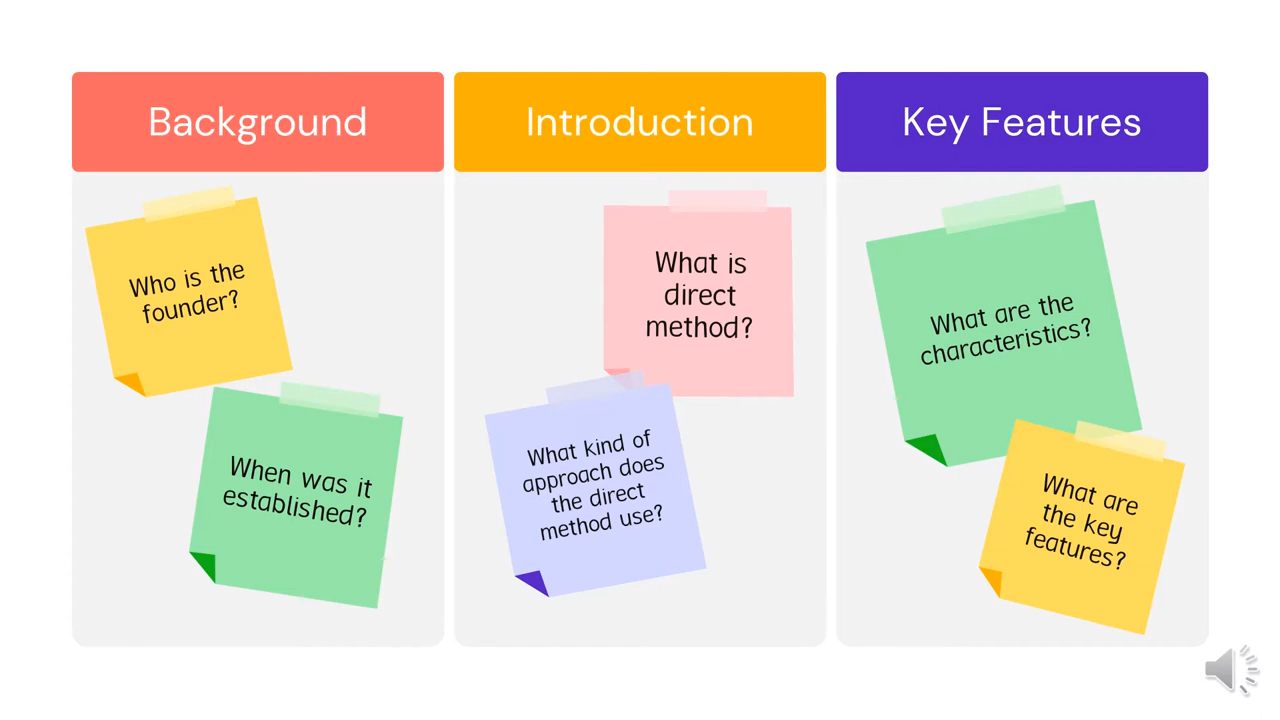 Background
Who is the
founder?
When was it
established?
Introduction
What is
direct
method?
What kind of
approach does
the direct
method use?
Key Features
What are the
characteristics?
What are
the key
features?